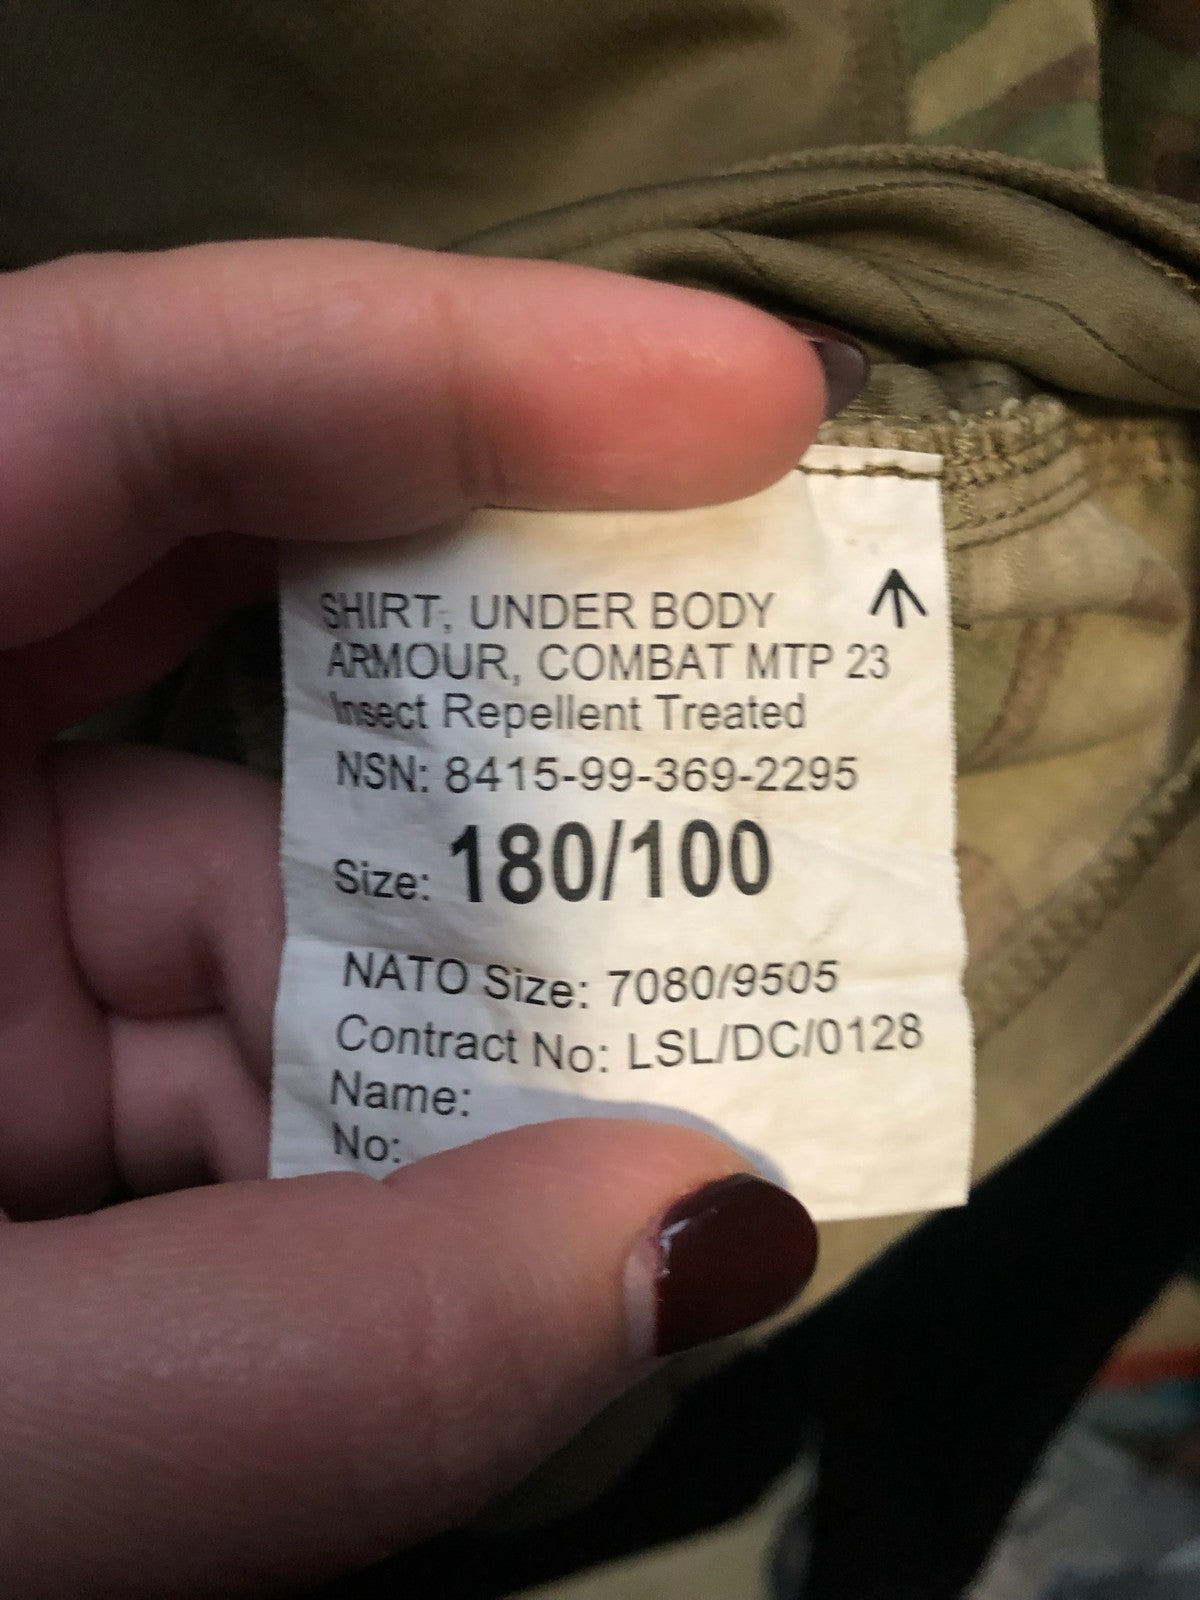 SHIRT, UNDER BODY
ARMOUR, COMBAT MTP 23
Insect Repellent Treated
NSN: 8415-99-369-2295
Size: 180/100
NATO Size: 7080/9505
Contract No: LSL/DC/0128
Name:
No: